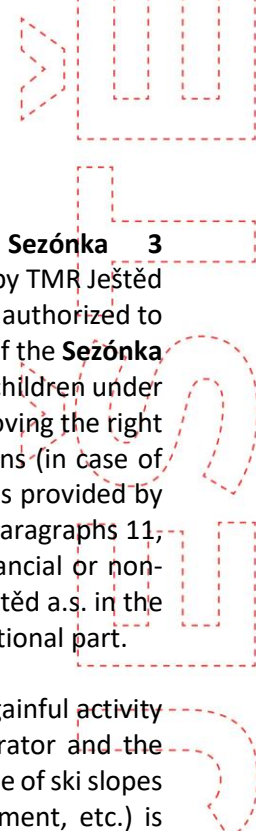 Sezónka 3
by TMR Ještěd
authorized to
f the Sezónka
children under
oving the right
ns (in case of
s provided by
aragraphs 11,
ancial or non-
štěd a.s. in the
tional part.
gainful activity
rator and the
e of ski slopes
ment, etc.) is